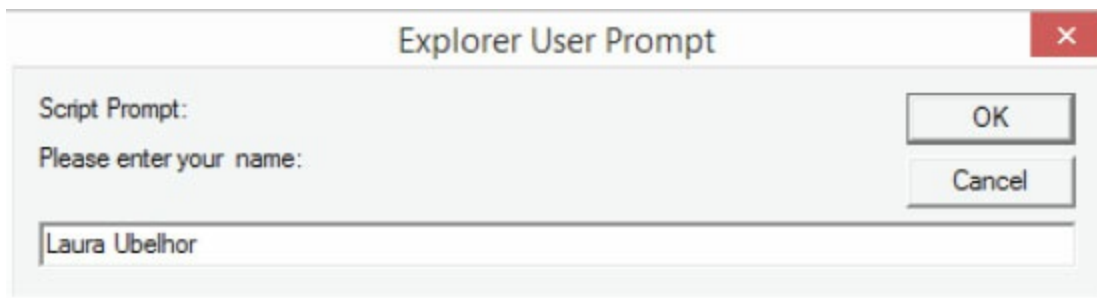 Explorer User Prompt
Script Prompt:
OK
Please enter your name:
Cancel
Laura Ubelhor